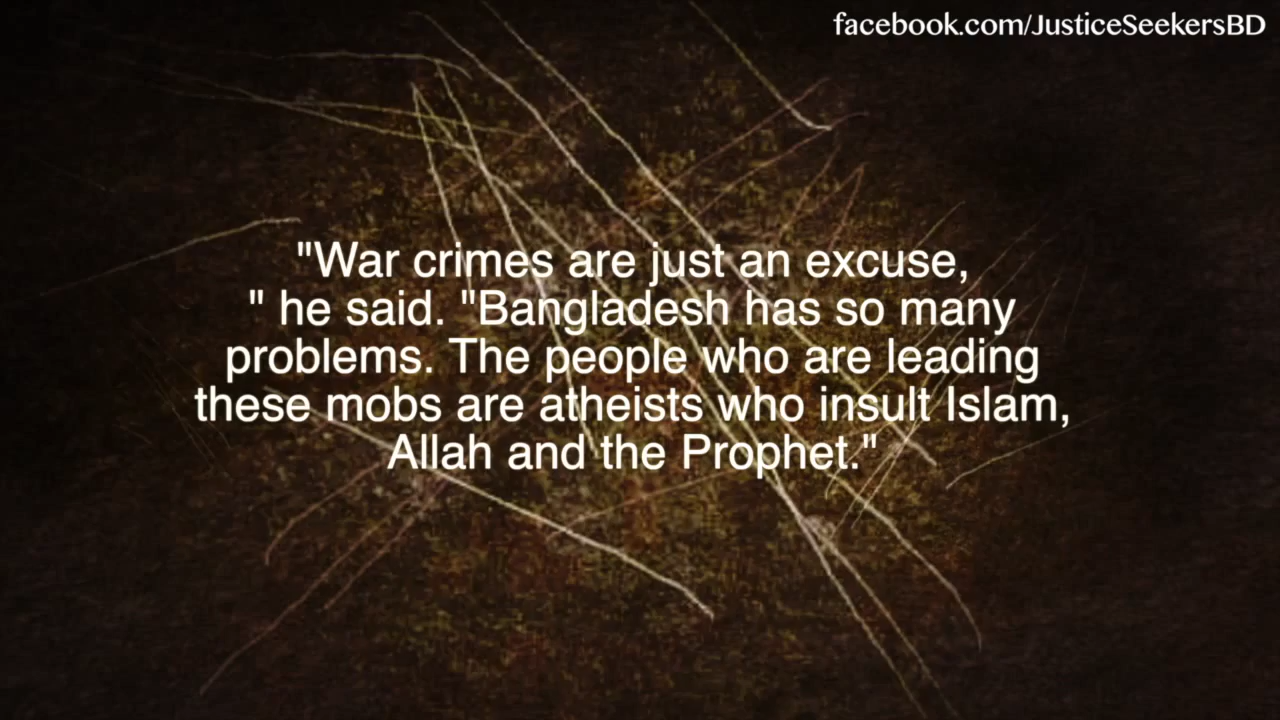 facebook.com/JusticeSeekersBD
"War crimes are just an excuse,
" he said. "Bangladesh has so many
problems. The people who are leading
these mobs are atheists who insult Islam,
Allah and the Prophet."